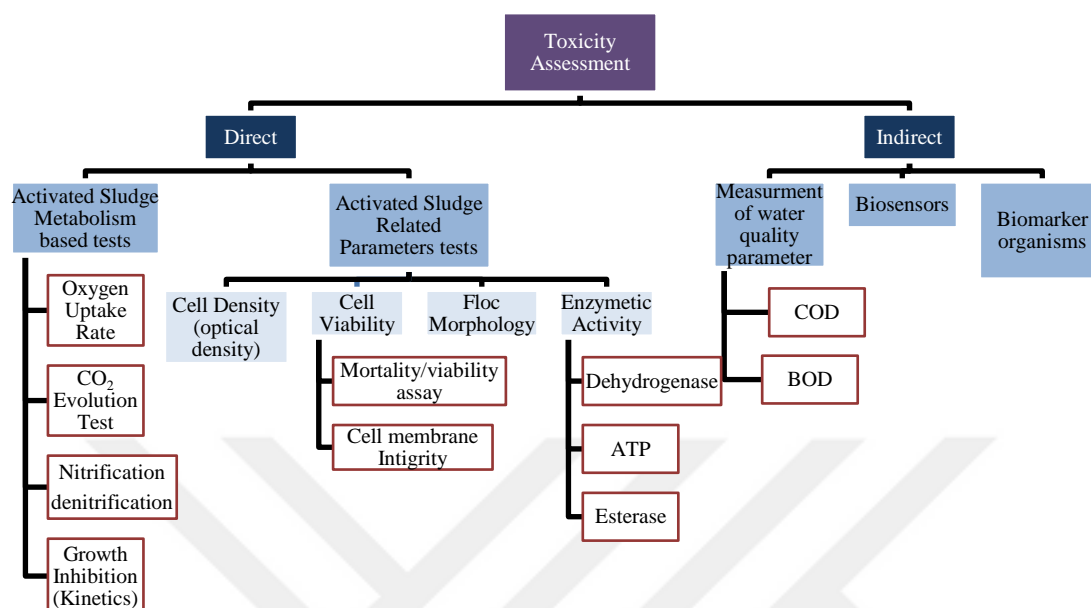 Toxicity
Assessment
Direct
Indirect
Activated Sludge
Metabolism
based tests
Activated Sludge
Related
Parameters tests
Measurment
of water
quality
parameter
Biosensors
Biomarker
organisms
Oxygen
Uptake
Rate
CO₂
Evolution
Test
Nitrification
denitrification
Growth
Inhibition
(Kinetics)
Cell Density
(optical
density)
Cell
Viability
Floc
Morphology
Enzymetic
Activity
Mortality/viability
assay
Cell membrane
Intigrity
Dehydrogenase
ATP
Esterase
COD
BOD